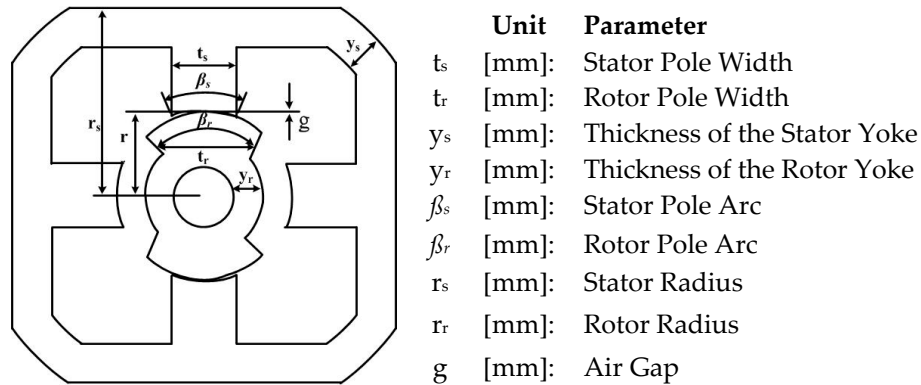 tₛ
yₛ
βₛ
rₛ
r
g
βᵣ
tᵣ
yᵣ
Unit Parameter
tₛ [mm]: Stator Pole Width
tᵣ [mm]: Rotor Pole Width
yₛ [mm]: Thickness of the Stator Yoke
yᵣ [mm]: Thickness of the Rotor Yoke
βₛ [mm]: Stator Pole Arc
βᵣ [mm]: Rotor Pole Arc
rₛ [mm]: Stator Radius
rᵣ [mm]: Rotor Radius
g [mm]: Air Gap